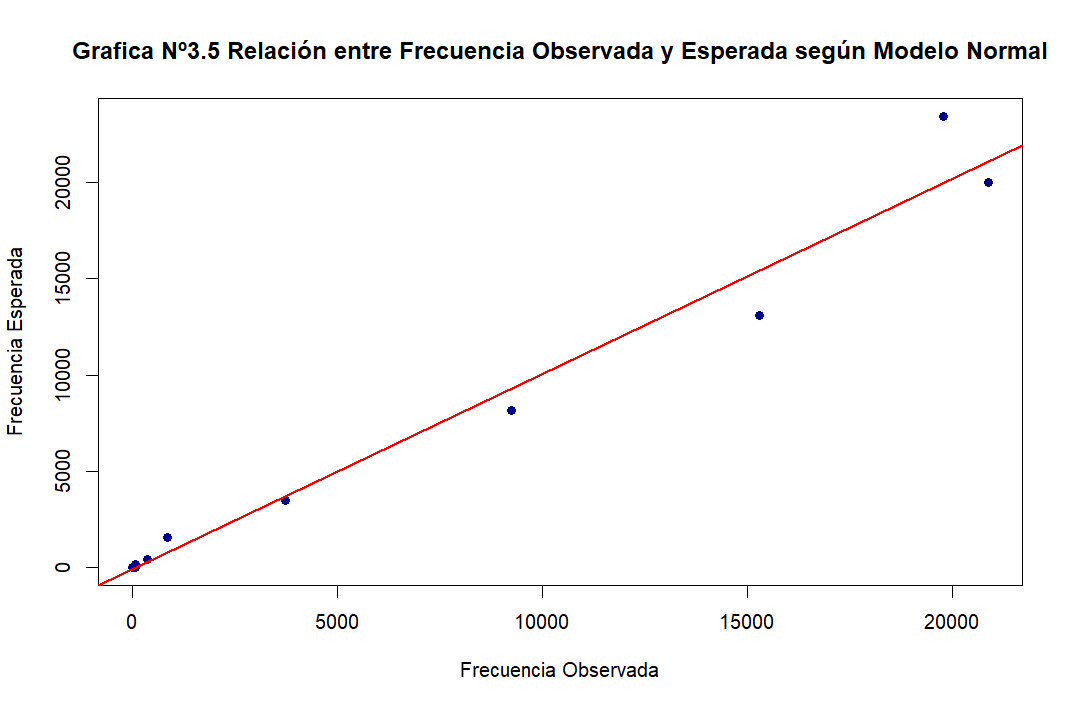 Grafica Nº3.5 Relación entre Frecuencia Observada y Esperada según Modelo Normal
Frecuencia Esperada
20000
15000
10000
5000
0
0 5000 10000 15000 20000
Frecuencia Observada